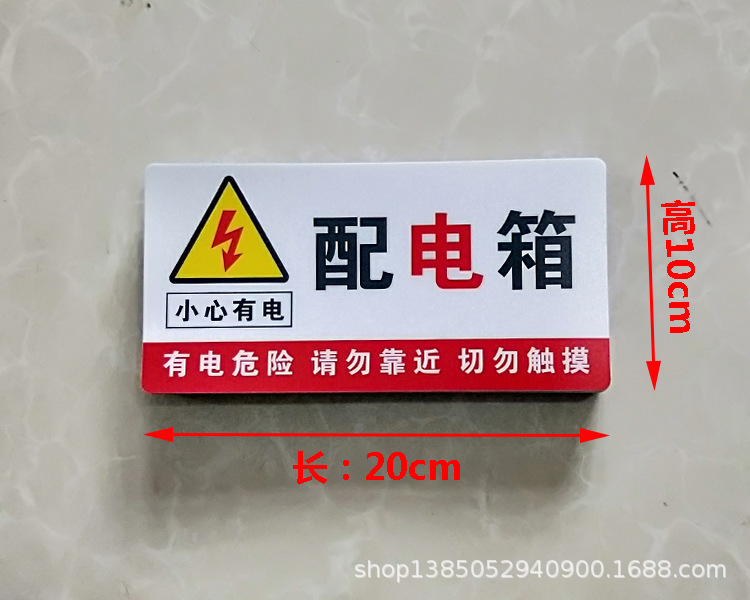 配电箱
小心有电
有电危险 请勿靠近 切勿触摸
高10cm
长：20cm
shop1385052940900.1688.com